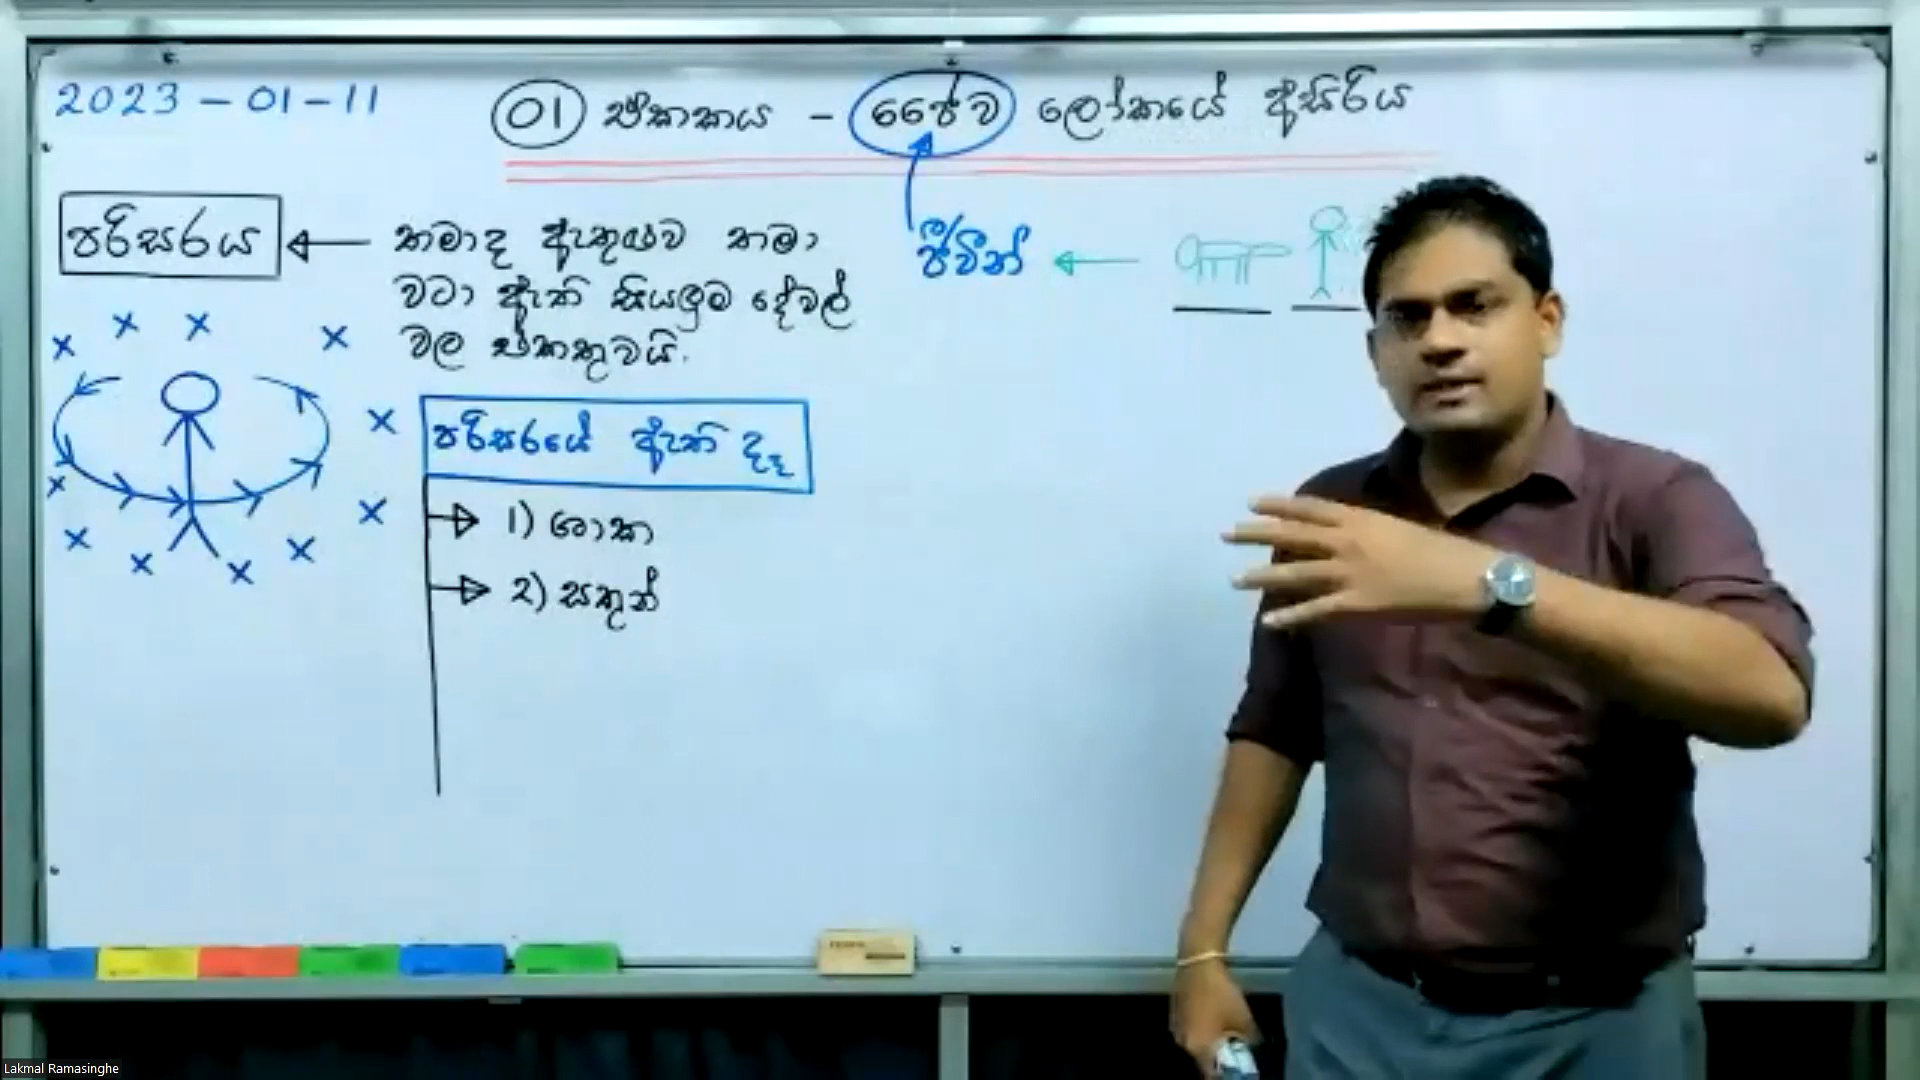 2023-01-11
01 ඒකකය - ජෛව ලෝකයේ අසිරිය
පරිසරය ← තමාද ඇතුළුව තමා
වටා ඇති සියලුම දේවල්
වල එකතුවයි.
ජීවීන් ←
පරිසරයේ ඇති දෑ
1) ගොක
2) සතුන්
Lakmal Ramasinghe